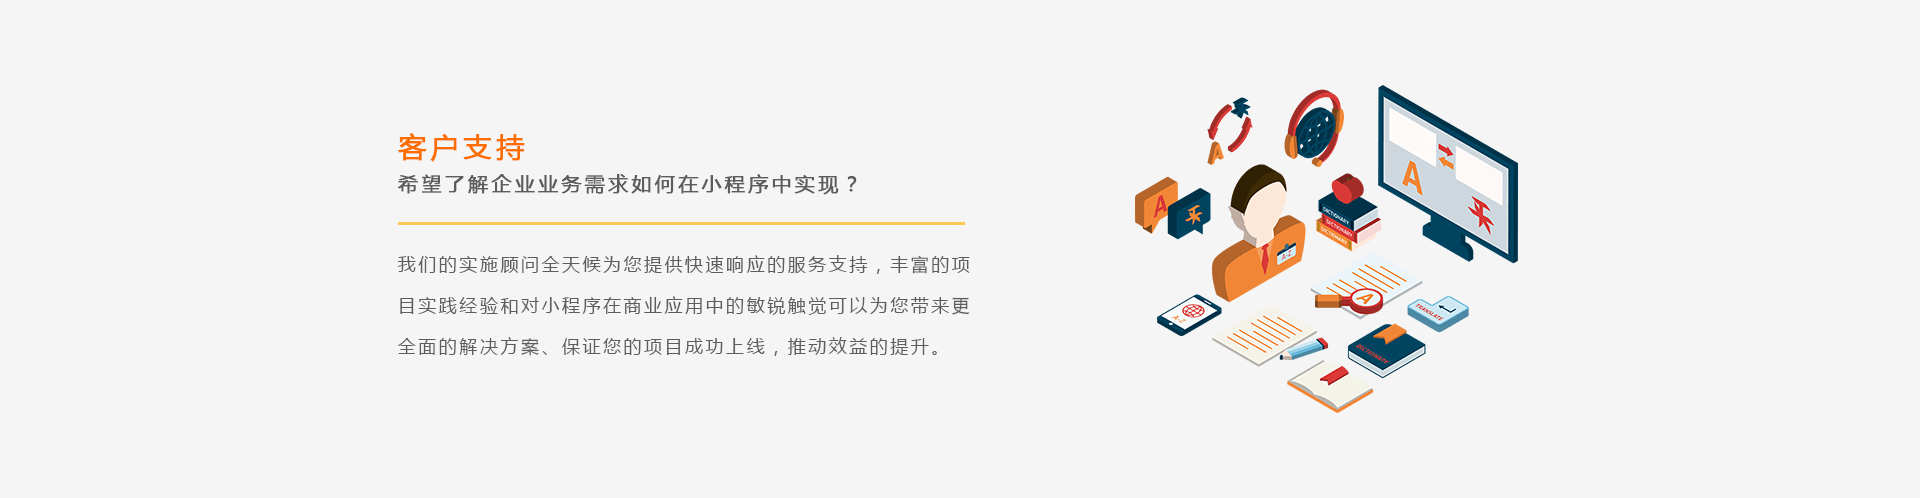 客户支持
希望了解企业业务需求如何在小程序中实现？
我们的实施顾问全天候为您提供快速响应的服务支持，丰富的项
目实践经验和对小程序在商业应用中的敏锐触觉可以为您带来更
全面的解决方案、保证您的项目成功上线，推动效益的提升。
A
A
A
A
DICTIONARY
DICTIONARY
DICTIONARY
A-Z
A
A-Z
TRANSLATE
DICTIONARY